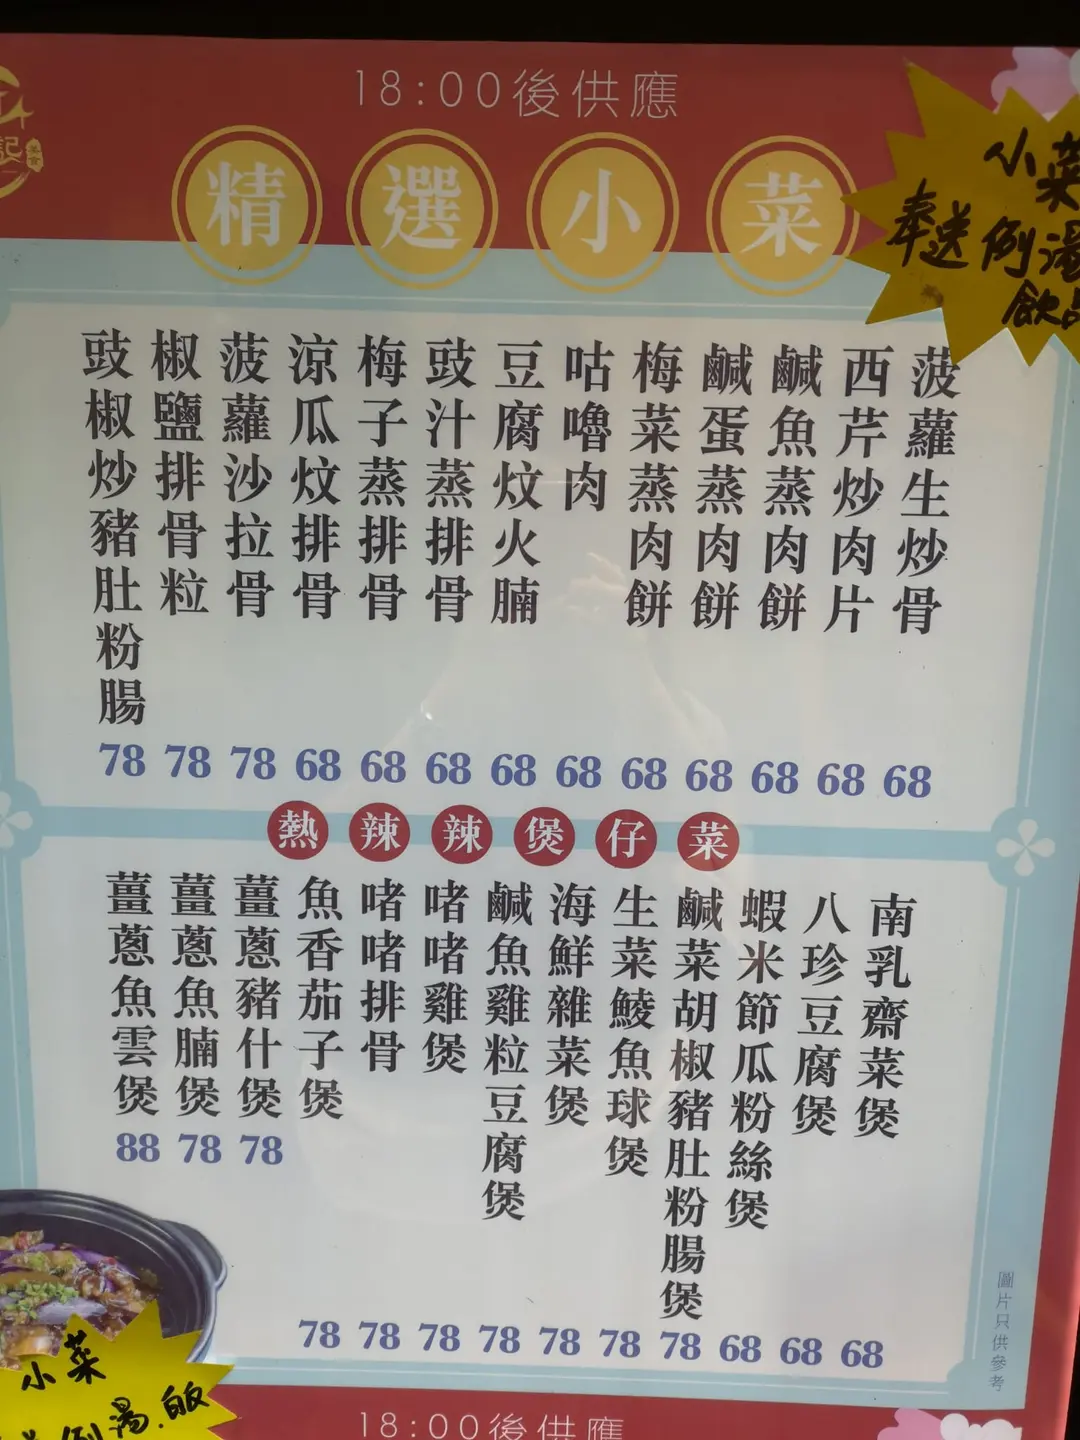 18:00後供應
精選小菜
記
美食
小菜
奉送例湯
飲品
菠蘿生炒骨 68
西芹炒肉片 68
鹹魚蒸肉餅 68
鹹蛋蒸肉餅 68
梅菜蒸肉餅 68
咕嚕肉 68
豆腐炆火腩 68
豉汁蒸排骨 68
梅子蒸排骨 68
涼瓜炆排骨 68
菠蘿沙拉骨 78
椒鹽排骨粒 78
豉椒炒豬肚粉腸 78
熱辣辣煲仔菜
南乳齋菜煲 68
八珍豆腐煲 68
蝦米節瓜粉絲煲 68
鹹菜胡椒豬肚粉腸煲 78
生菜鯪魚球煲 78
海鮮雜菜煲 78
鹹魚雞粒豆腐煲 78
啫啫雞煲 78
啫啫排骨 78
魚香茄子煲 78
薑蔥豬什煲 78
薑蔥魚腩煲 78
薑蔥魚雲煲 88
圖片只供參考
小菜
送例湯.飯
18:00後供應